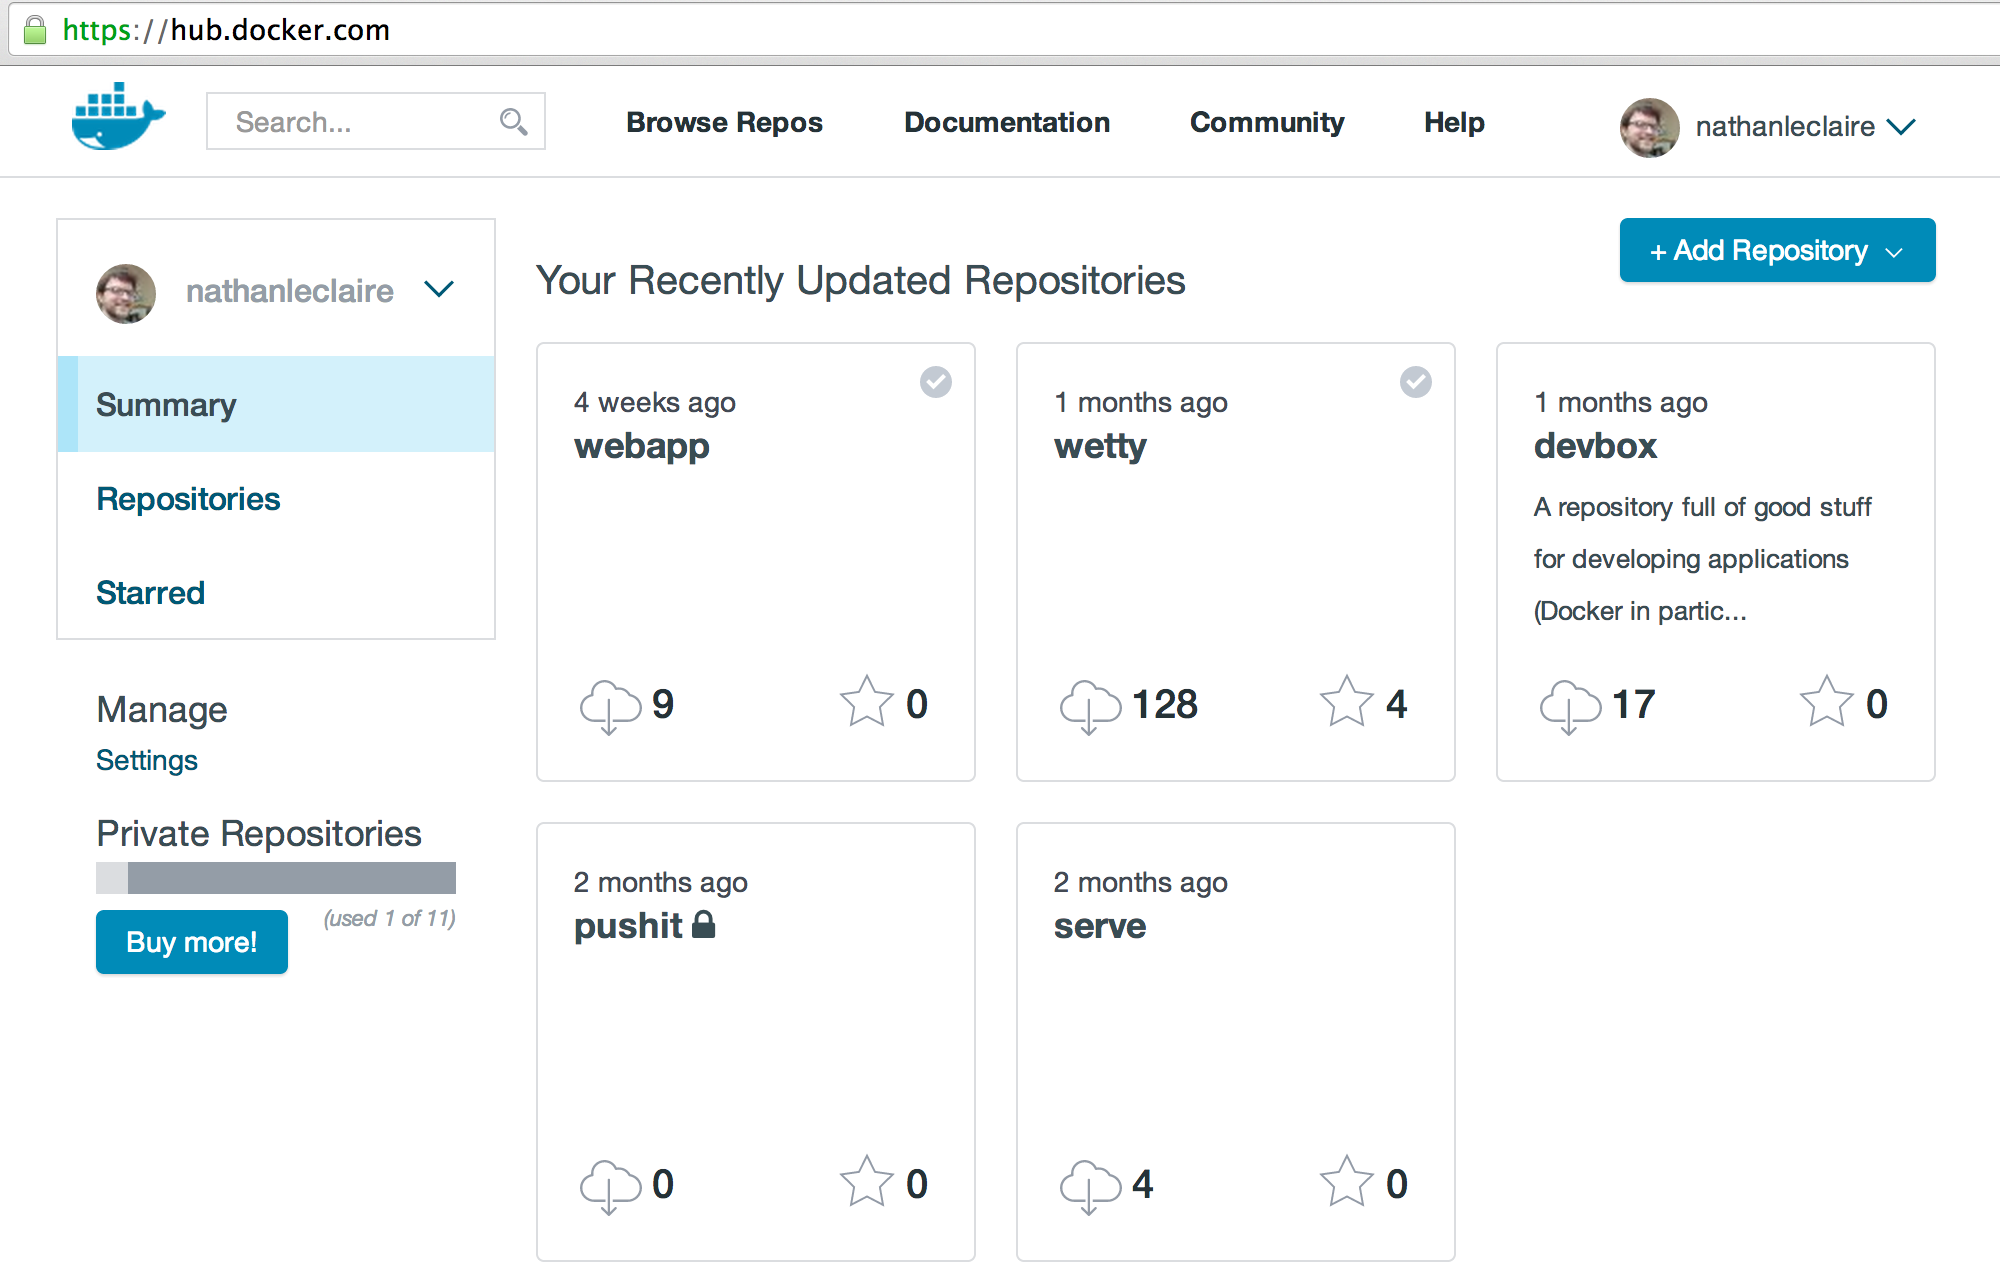 https://hub.docker.com
Search...
Browse Repos
Documentation
Community
Help
nathanleclaire
nathanleclaire
Summary
Repositories
Starred
Manage
Settings
Private Repositories
(used 1 of 11)
Buy more!
Your Recently Updated Repositories
+ Add Repository
4 weeks ago
webapp
9
0
1 months ago
wetty
128
4
1 months ago
devbox
A repository full of good stuff
for developing applications
(Docker in partic...
17
0
2 months ago
pushit
0
0
2 months ago
serve
4
0